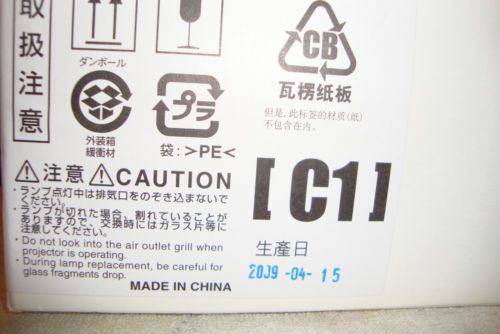 取扱注意
ダンボール
外装箱
緩衝材
プラ
袋: >PE<
CB
瓦楞纸板
但是, 此标签的材质(纸)
不包含在内。
[C1]
⚠注意⚠CAUTION
・ランプ点灯中は排気口をのぞき込まないで
ください。
・ランプが切れた場合、割れていることが
ありますので、交換時にはガラス片等に
注意してください。
・Do not look into the air outlet grill when
projector is operating.
・During lamp replacement, be careful for
glass fragments drop.
MADE IN CHINA
生產日
2009 -04- 15